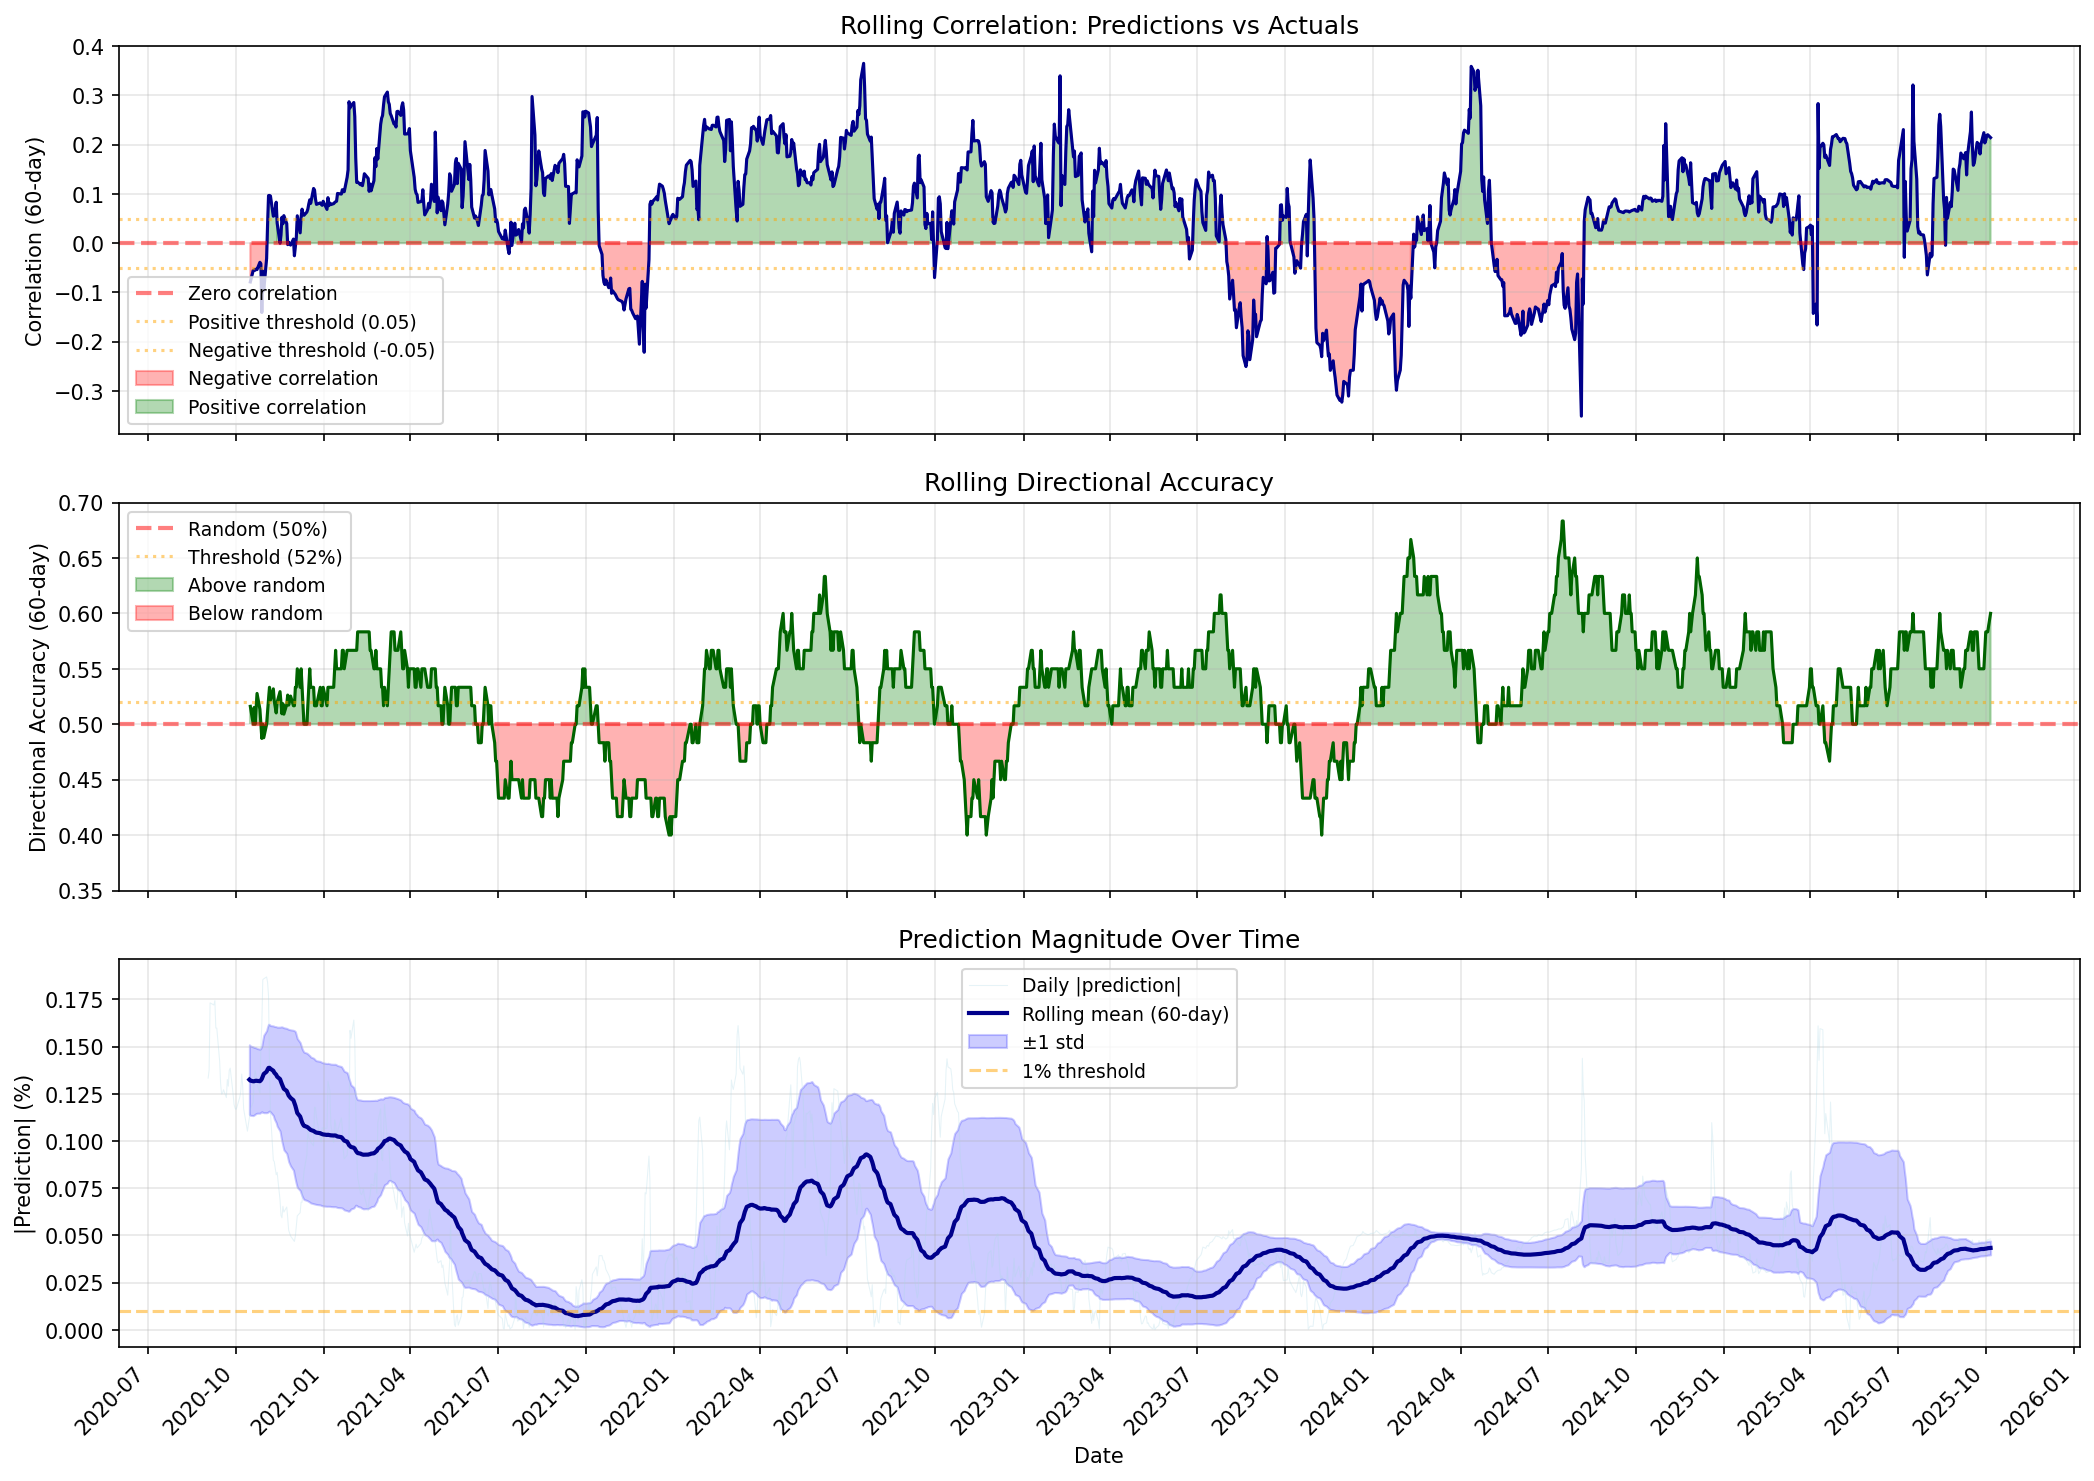 Rolling Correlation: Predictions vs Actuals
Correlation (60-day)
0.4
0.3
0.2
0.1
0.0
−0.1
−0.2
−0.3
Zero correlation
Positive threshold (0.05)
Negative threshold (-0.05)
Negative correlation
Positive correlation
Rolling Directional Accuracy
Directional Accuracy (60-day)
0.70
0.65
0.60
0.55
0.50
0.45
0.40
0.35
Random (50%)
Threshold (52%)
Above random
Below random
Prediction Magnitude Over Time
|Prediction| (%)
0.175
0.150
0.125
0.100
0.075
0.050
0.025
0.000
Daily |prediction|
Rolling mean (60-day)
±1 std
1% threshold
2020-07
2020-10
2021-01
2021-04
2021-07
2021-10
2022-01
2022-04
2022-07
2022-10
2023-01
2023-04
2023-07
2023-10
2024-01
2024-04
2024-07
2024-10
2025-01
2025-04
2025-07
2025-10
2026-01
Date